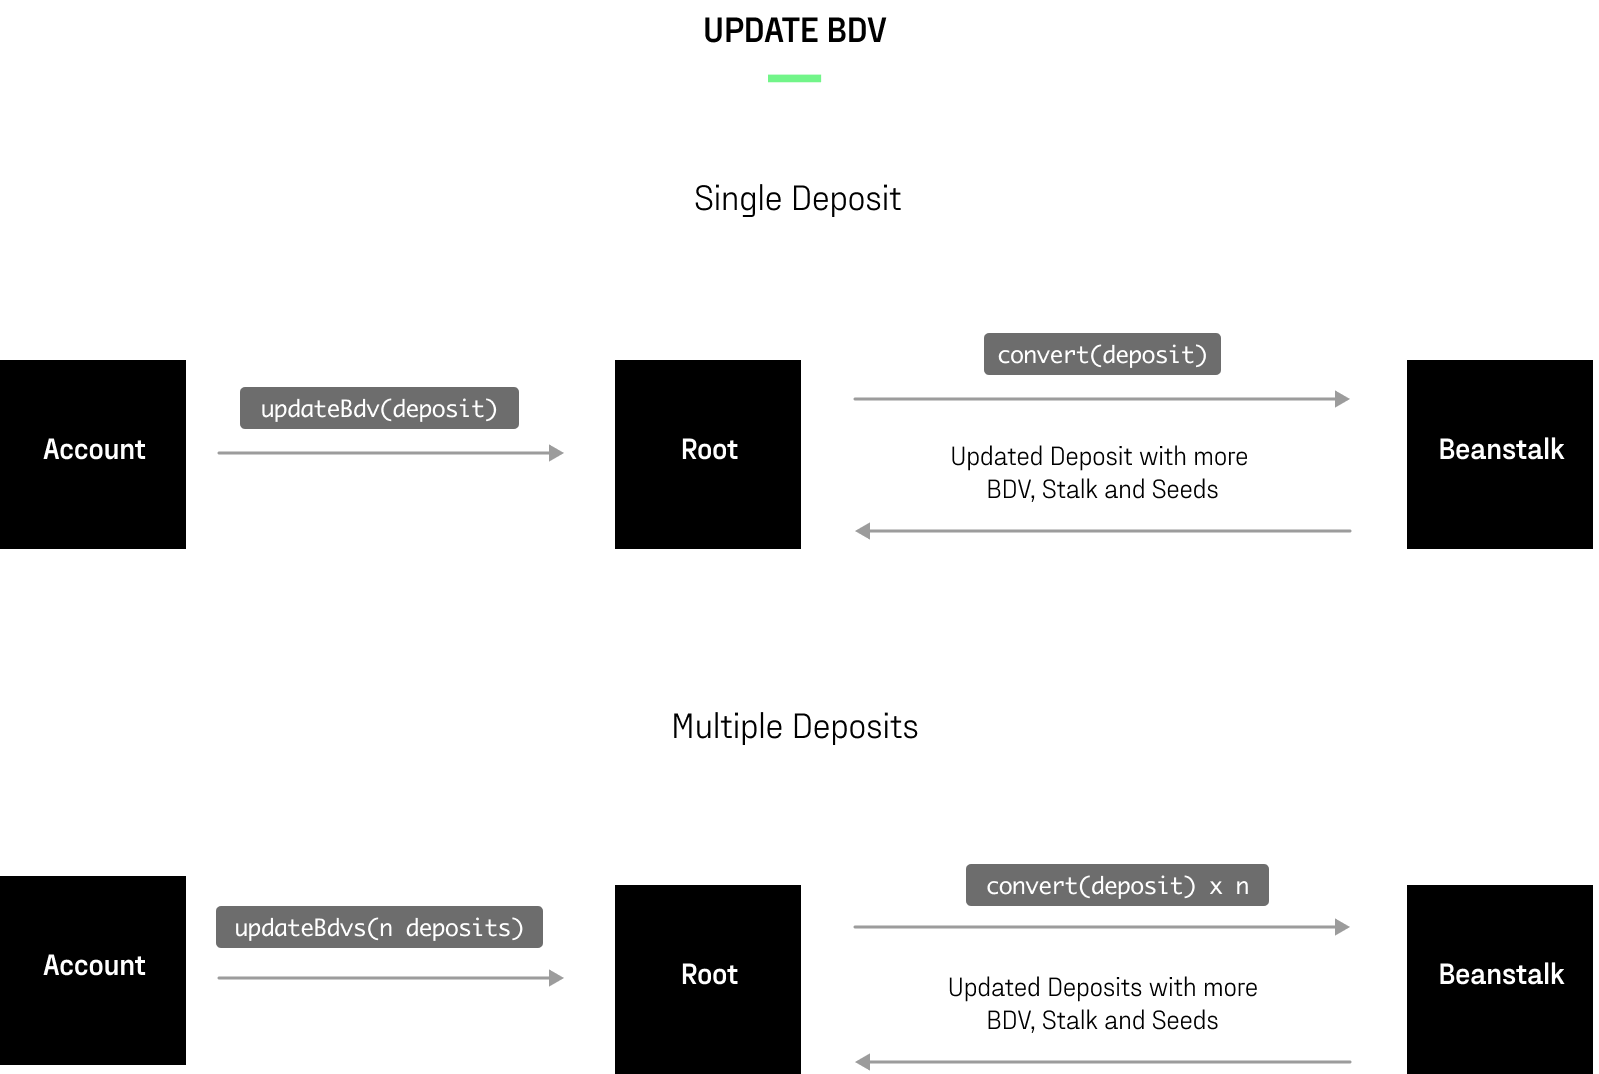 UPDATE BDV
Single Deposit
Account
updateBdv(deposit)
Root
convert(deposit)
Updated Deposit with more
BDV, Stalk and Seeds
Beanstalk
Multiple Deposits
Account
updateBdvs(n deposits)
Root
convert(deposit) x n
Updated Deposits with more
BDV, Stalk and Seeds
Beanstalk